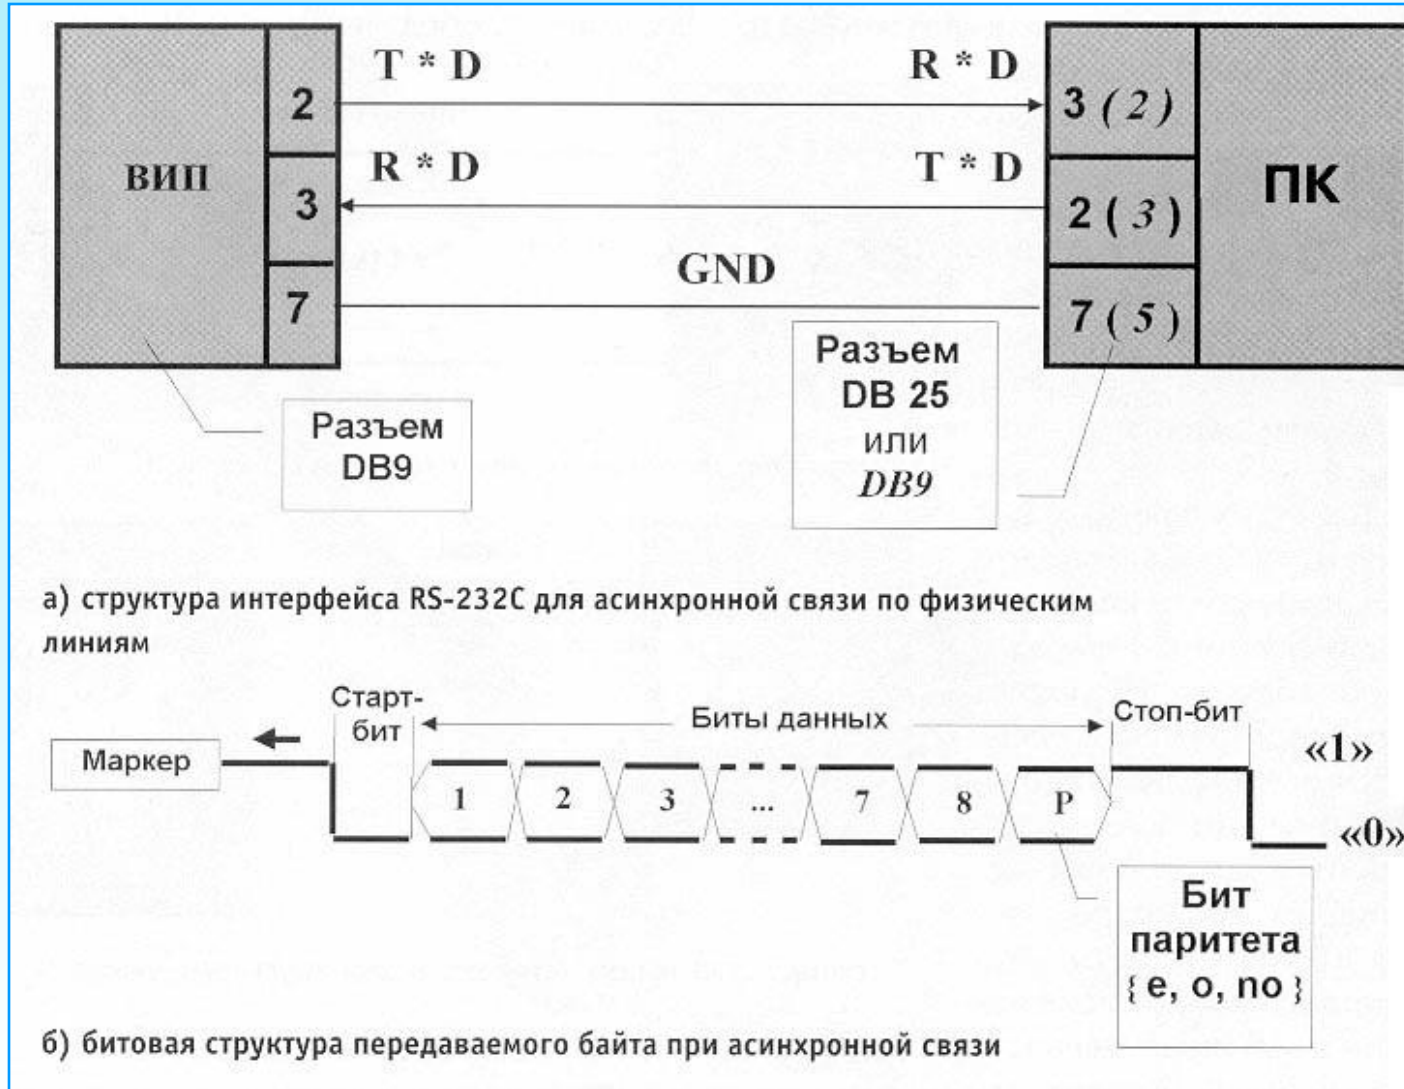 T * D
R * D
2
3 (2)
ВИП
R * D
T * D
ПК
3
2 (3)
GND
7
7 (5)
Разъем
DB9
Разъем
DB 25
или
DB9
а) структура интерфейса RS-232C для асинхронной связи по физическим
линиям
Старт-
бит
Биты данных
Стоп-бит
Маркер
«1»
1
2
3
...
7
8
P
«0»
Бит
паритета
{ e, o, no }
б) битовая структура передаваемого байта при асинхронной связи